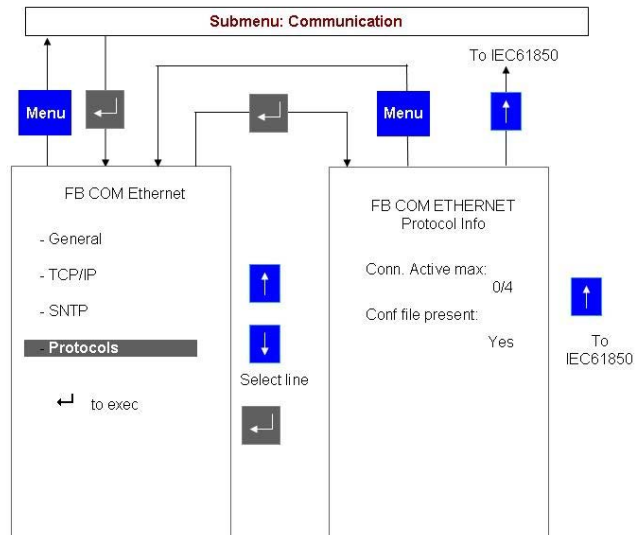 Submenu: Communication
To IEC61850
Menu
Menu
FB COM Ethernet
- General
- TCP/IP
- SNTP
- Protocols
to exec
Select line
FB COM ETHERNET
Protocol Info
Conn. Active max:
0/4
Conf file present:
Yes
To
IEC61850